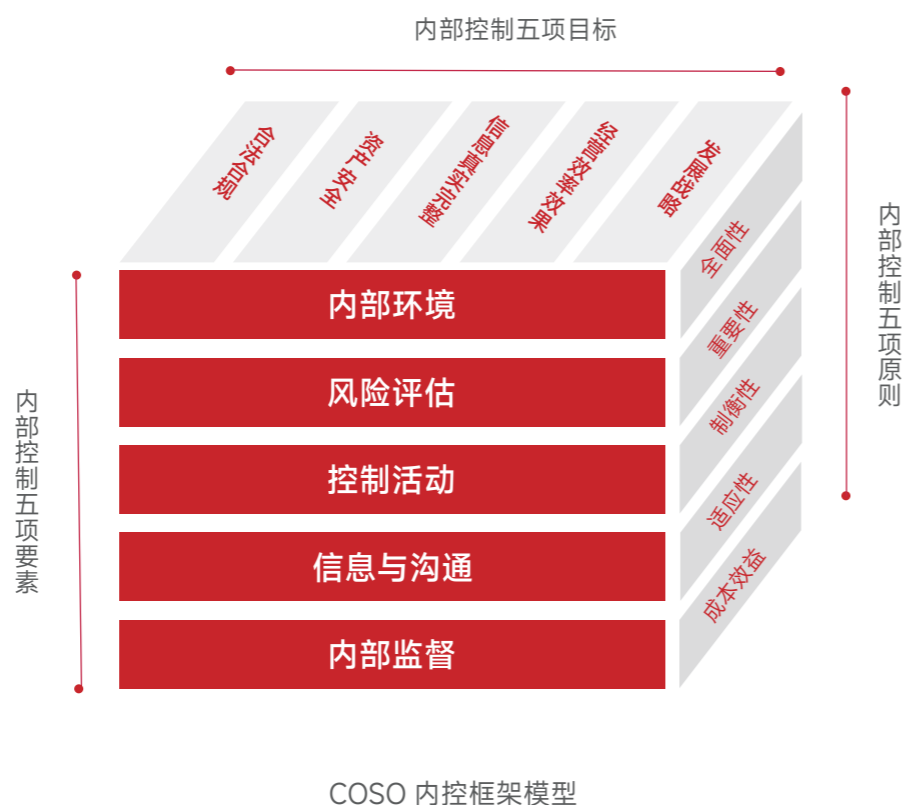 内部控制五项目标
合法合规
资产安全
信息真实完整
经营效率效果
发展战略
全面性
重要性
制衡性
适应性
成本效益
内部控制五项原则
内部控制五项要素
内部环境
风险评估
控制活动
信息与沟通
内部监督
COSO 内控框架模型